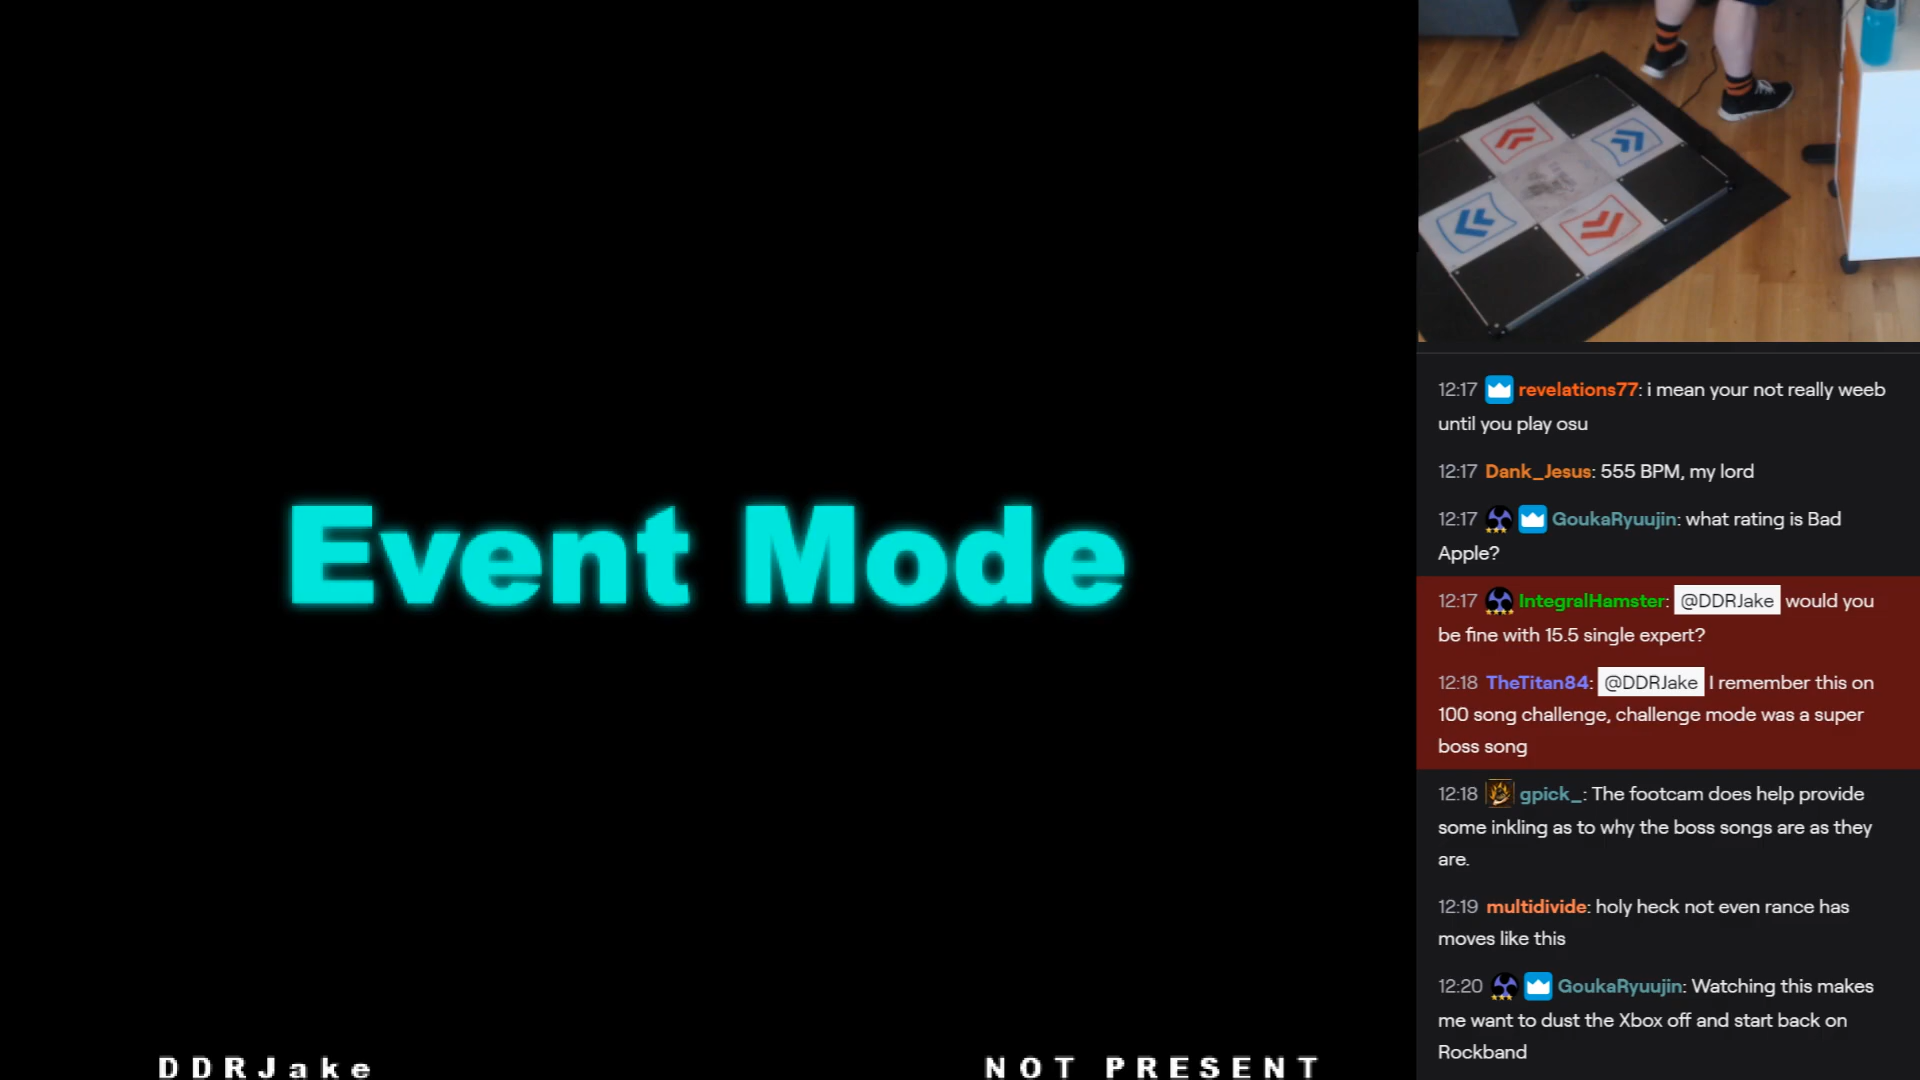 Event Mode
DDRJake
NOT PRESENT
12:17 revelations77: i mean your not really weeb
until you play osu
12:17 Dank_Jesus: 555 BPM, my lord
12:17 GoukaRyuujin: what rating is Bad
Apple?
12:17 IntegralHamster: @DDRJake would you
be fine with 15.5 single expert?
12:18 TheTitan84: @DDRJake I remember this on
100 song challenge, challenge mode was a super
boss song
12:18 gpick_: The footcam does help provide
some inkling as to why the boss songs are as they
are.
12:19 multidivide: holy heck not even rance has
moves like this
12:20 GoukaRyuujin: Watching this makes
me want to dust the Xbox off and start back on
Rockband